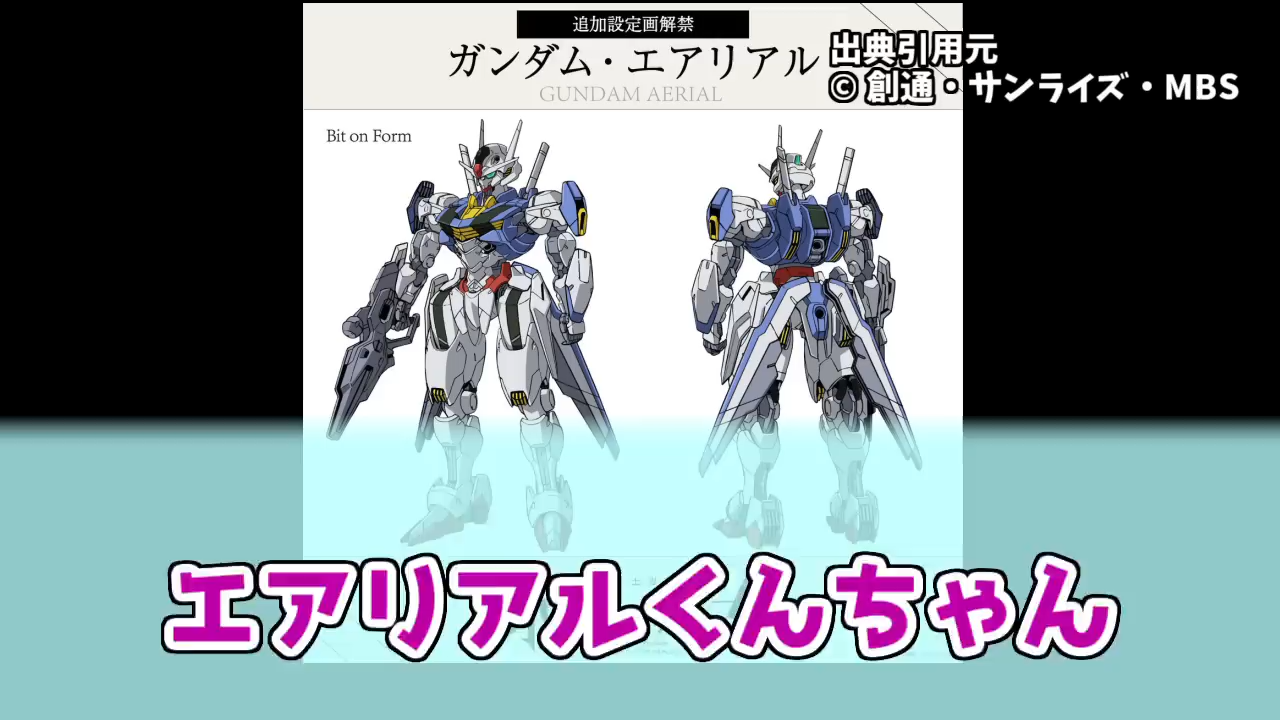 追加設定画解禁
ガンダム・エアリアル
GUNDAM AERIAL
出典引用元
© 創通・サンライズ・MBS
Bit on Form
エアリアルくんちゃん